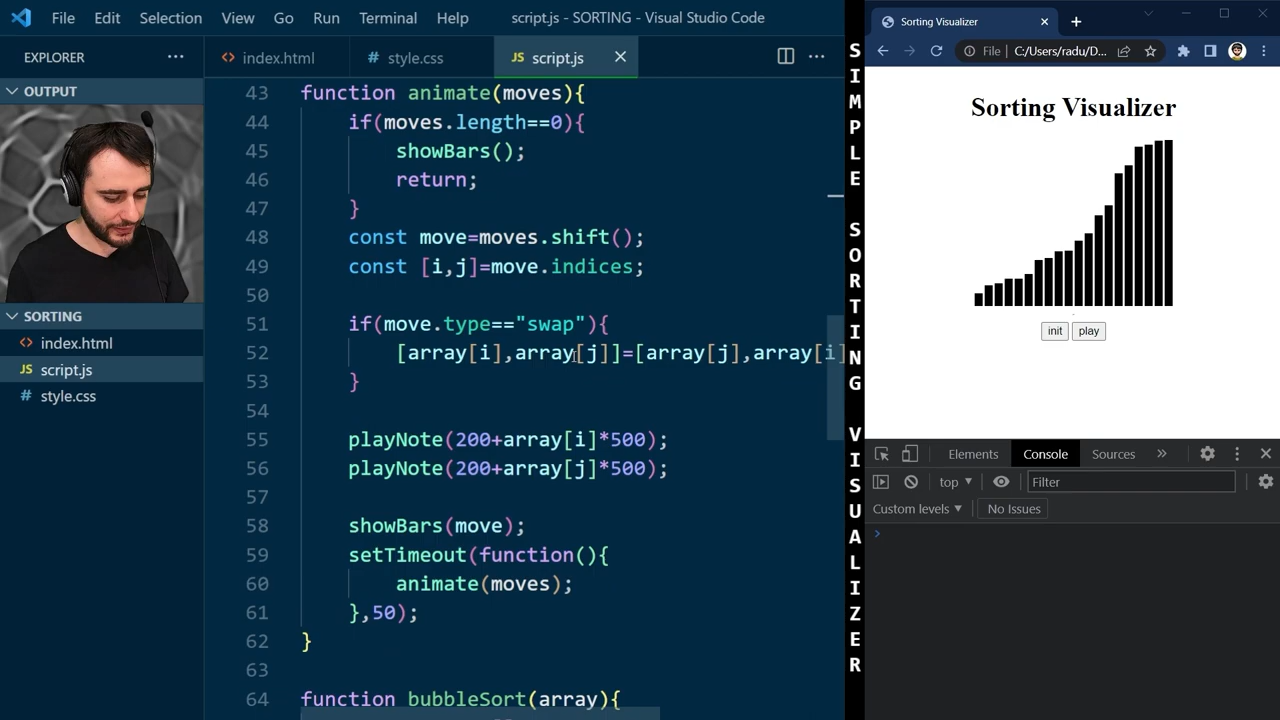 File Edit Selection View Go Run Terminal Help script.js - SORTING - Visual Studio Code
EXPLORER
index.html
style.css
JS script.js
OUTPUT
SORTING
index.html
JS script.js
# style.css
43 function animate(moves){
44 if(moves.length==0){
45 showBars();
46 return;
47 }
48 const move=moves.shift();
49 const [i,j]=move.indices;
50
51 if(move.type=="swap"){
52 [array[i],array[j]]=[array[j],array[i]
53 }
54
55 playNote(200+array[i]*500);
56 playNote(200+array[j]*500);
57
58 showBars(move);
59 setTimeout(function(){
60 animate(moves);
61 },50);
62 }
63
64 function bubbleSort(array){
SIMPLE SORTING VISUALIZER
Sorting Visualizer
File C:/Users/radu/D...
Sorting Visualizer
init play
Elements Console Sources
top Filter
Custom levels No Issues